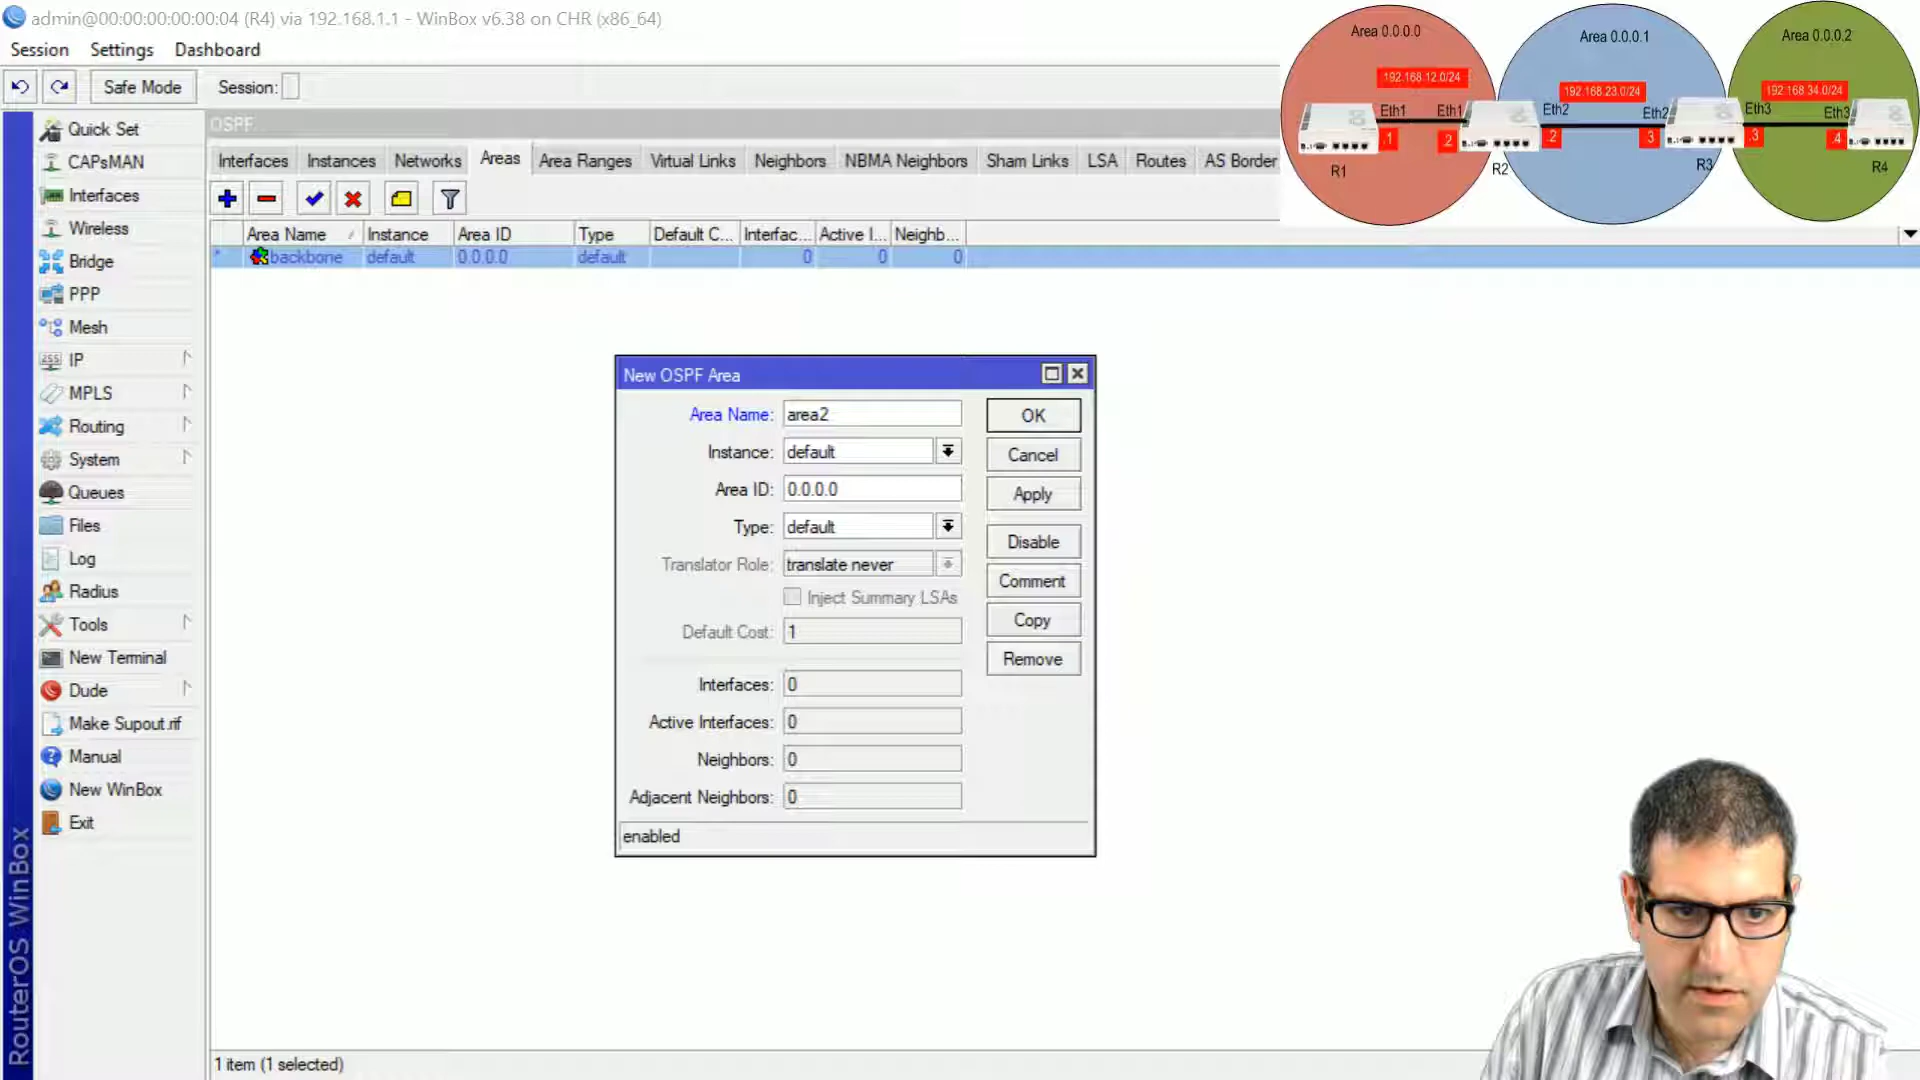 admin@00:00:00:00:00:04 (R4) via 192.168.1.1 - WinBox v6.38 on CHR (x86_64)
Session Settings Dashboard
Safe Mode Session:
Area 0.0.0.0
Area 0.0.0.1
Area 0.0.0.2
192.168.12.0/24
192.168.23.0/24
192.168.34.0/24
Eth1 Eth1 Eth2 Eth2 Eth3 Eth3
.1 .2 .2 .3 .3 .4
R1 R2 R3 R4
Quick Set
CAPsMAN
Interfaces
Wireless
Bridge
PPP
Mesh
IP
MPLS
Routing
System
Queues
Files
Log
Radius
Tools
New Terminal
Dude
Make Supout.rif
Manual
New WinBox
Exit
RouterOS WinBox
OSPF
Interfaces Instances Networks Areas Area Ranges Virtual Links Neighbors NBMA Neighbors Sham Links LSA Routes AS Border
Area Name Instance Area ID Type Default C... Interfac... Active I... Neighb...
* backbone default 0.0.0.0 default 0 0 0
New OSPF Area
Area Name: area2
Instance: default
Area ID: 0.0.0.0
Type: default
Translator Role: translate never
Inject Summary LSAs
Default Cost: 1
Interfaces: 0
Active Interfaces: 0
Neighbors: 0
Adjacent Neighbors: 0
enabled
OK
Cancel
Apply
Disable
Comment
Copy
Remove
1 item (1 selected)